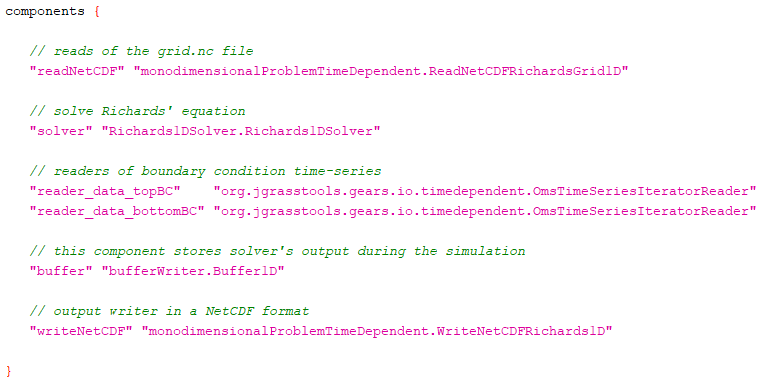 components {
// reads of the grid.nc file
"readNetCDF" "monodimensionalProblemTimeDependent.ReadNetCDFRichardsGrid1D"
// solve Richards' equation
"solver" "Richards1DSolver.Richards1DSolver"
// readers of boundary condition time-series
"reader_data_topBC"    "org.jgrasstools.gears.io.timedependent.OmsTimeSeriesIteratorReader"
"reader_data_bottomBC" "org.jgrasstools.gears.io.timedependent.OmsTimeSeriesIteratorReader"
// this component stores solver's output during the simulation
"buffer" "bufferWriter.Buffer1D"
// output writer in a NetCDF format
"writeNetCDF" "monodimensionalProblemTimeDependent.WriteNetCDFRichards1D"
}